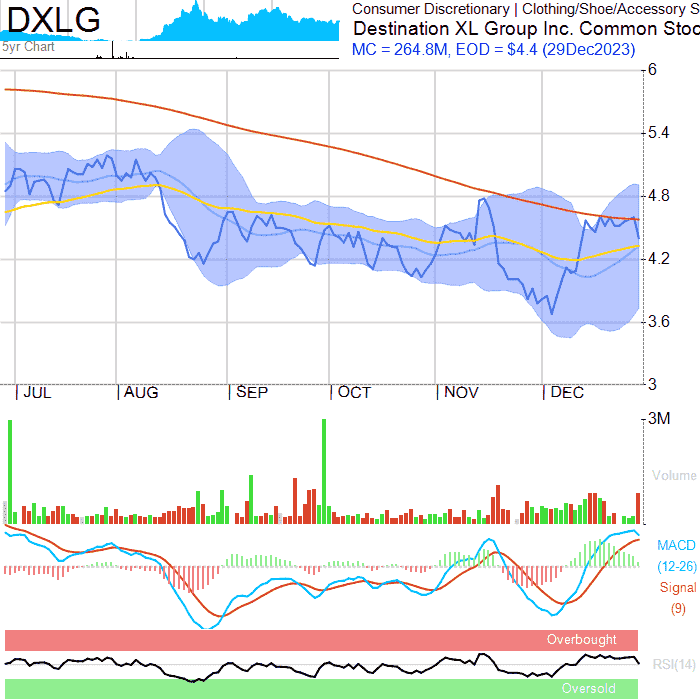 DXLG
5yr Chart
Consumer Discretionary | Clothing/Shoe/Accessory S
Destination XL Group Inc. Common Stoc
MC = 264.8M, EOD = $4.4 (29Dec2023)
6
5.4
4.8
4.2
3.6
3
JUL AUG SEP OCT NOV DEC
3M
Volume
MACD
(12-26)
Signal
(9)
Overbought
RSI(14)
Oversold